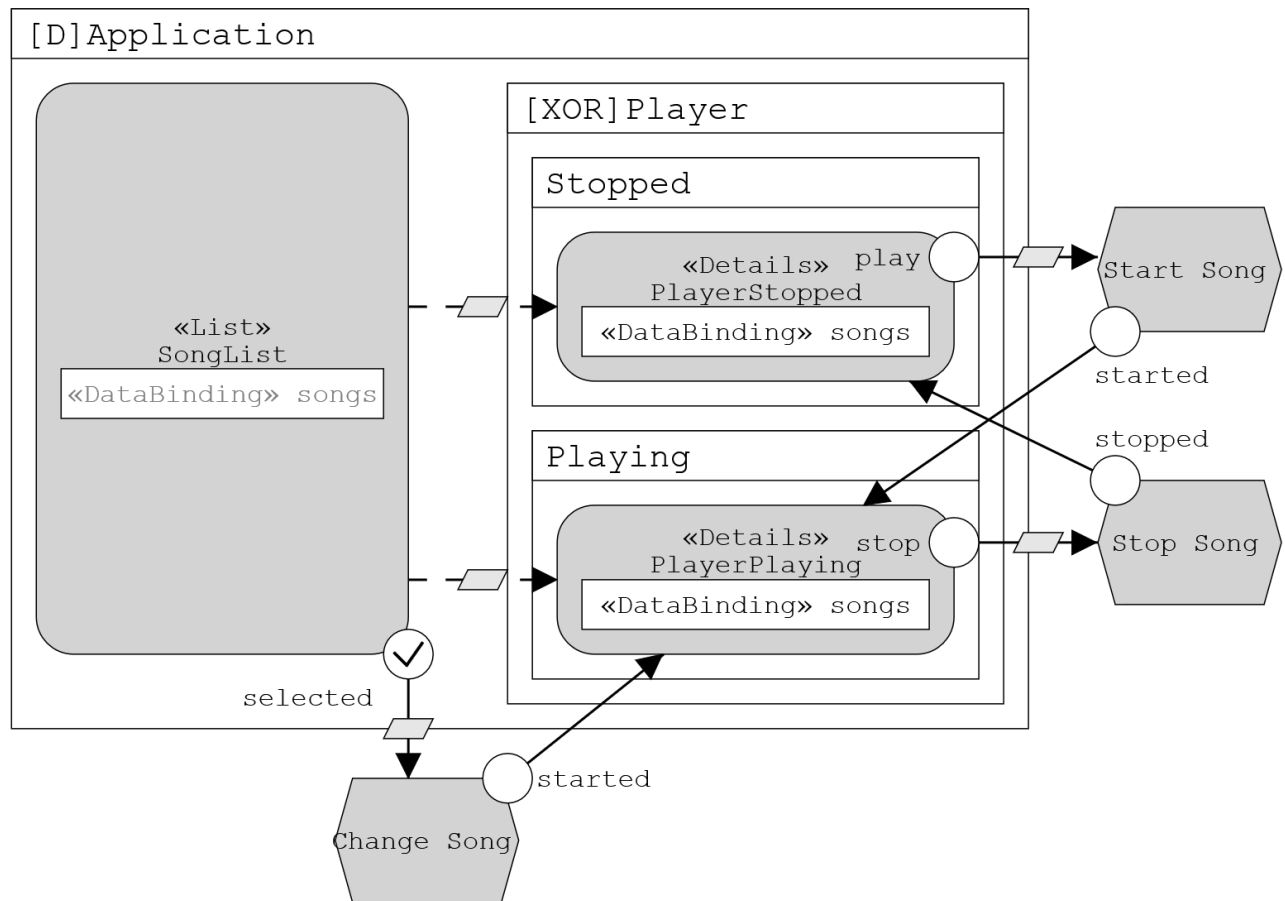 [D]Application
[XOR]Player
Stopped
«Details»
PlayerStopped
play
«DataBinding» songs
Start Song
started
«List»
SongList
«DataBinding» songs
stopped
Playing
«Details»
PlayerPlaying
stop
«DataBinding» songs
Stop Song
selected
started
Change Song